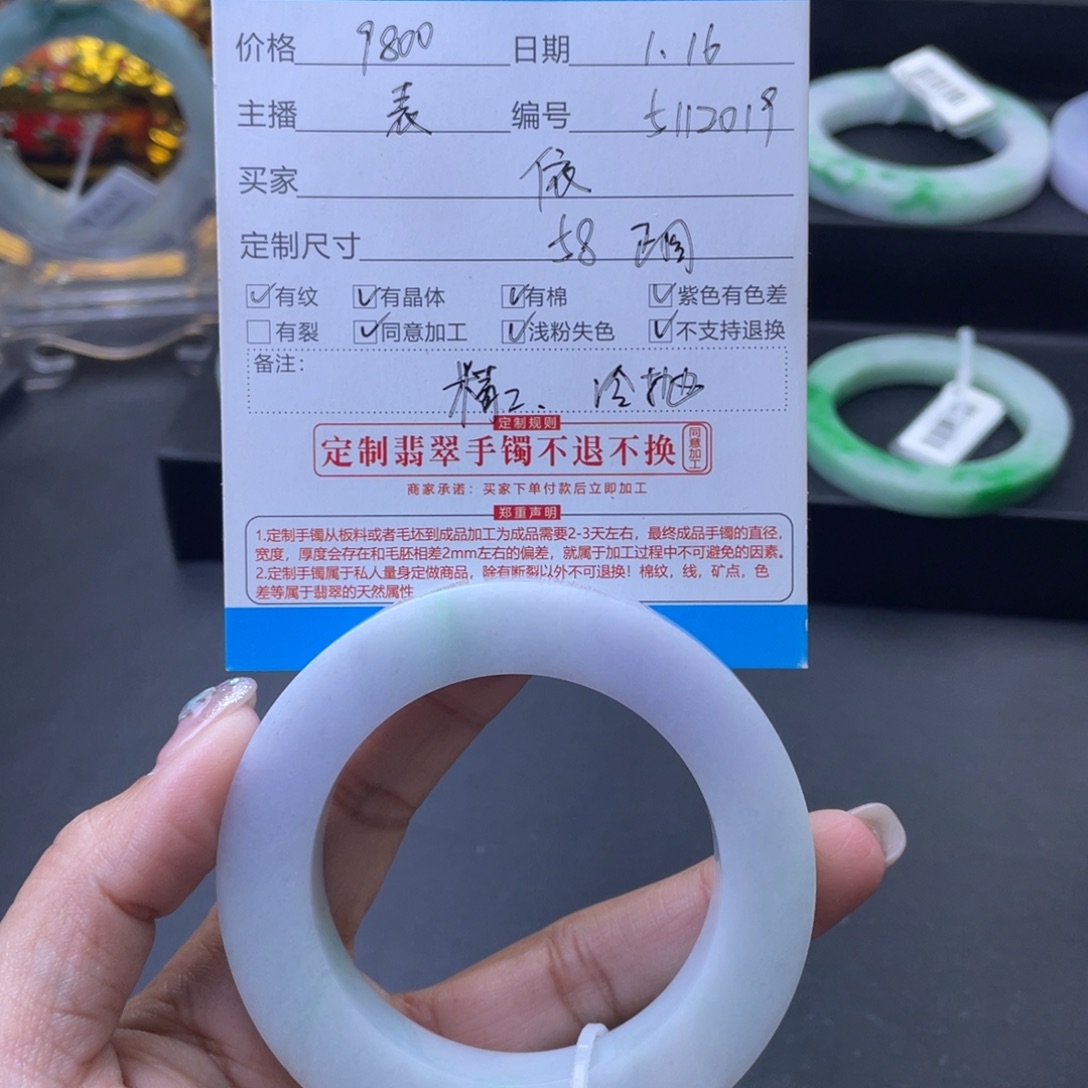 价格 9800 日期 1.16
主播 表 编号 5112019
买家 依
定制尺寸 58 正圈
有纹 有晶体 有棉 紫色有色差
有裂 同意加工 浅粉失色 不支持退换
备注：
精工、冷抛
定制规则
定制翡翠手镯不退不换 同意加工
商家承诺：买家下单付款后立即加工
郑重声明
1.定制手镯从板料或者毛坯到成品加工为成品需要2-3天左右，最终成品手镯的直径，
宽度，厚度会存在和毛胚相差2mm左右的偏差，就属于加工过程中不可避免的因素。
2.定制手镯属于私人量身定做商品，除有断裂以外不可退换！棉纹，线，矿点，色
差等属于翡翠的天然属性